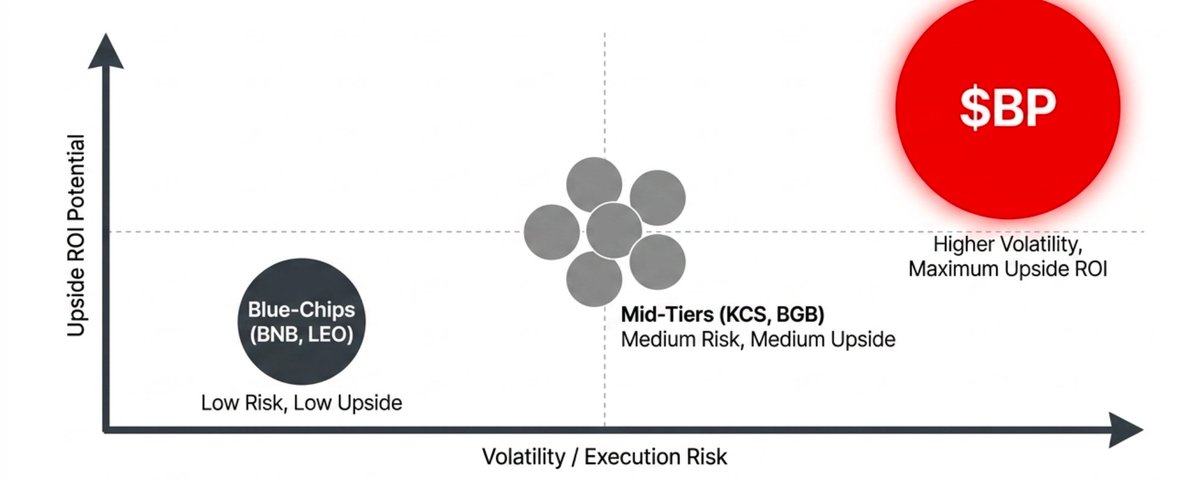 $BP
Upside ROI Potential
Higher Volatility,
Maximum Upside ROI
Blue-Chips
(BNB, LEO)
Mid-Tiers (KCS, BGB)
Medium Risk, Medium Upside
Low Risk, Low Upside
Volatility / Execution Risk